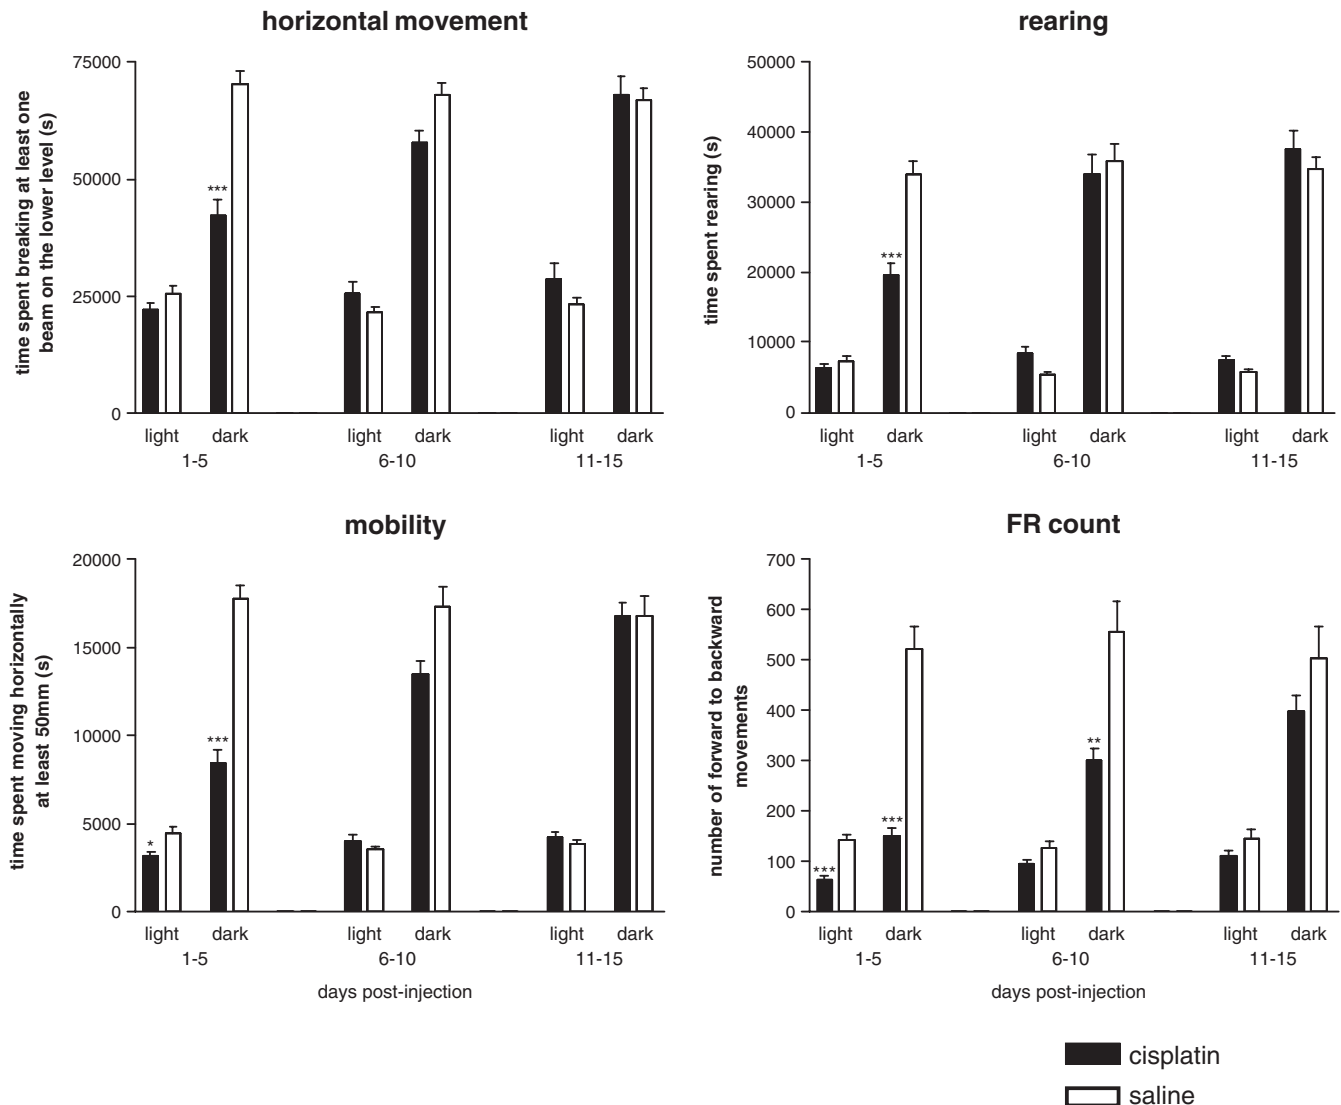 horizontal movement
time spent breaking at least one
beam on the lower level (s)
75000
50000
25000
0
***
light dark light dark light dark
1-5 6-10 11-15
rearing
time spent rearing (s)
50000
40000
30000
20000
10000
0
***
light dark light dark light dark
1-5 6-10 11-15
mobility
time spent moving horizontally
at least 50mm (s)
20000
15000
10000
5000
0
*
***
light dark light dark light dark
1-5 6-10 11-15
days post-injection
FR count
number of forward to backward
movements
700
600
500
400
300
200
100
0
***
***
**
light dark light dark light dark
1-5 6-10 11-15
days post-injection
cisplatin
saline